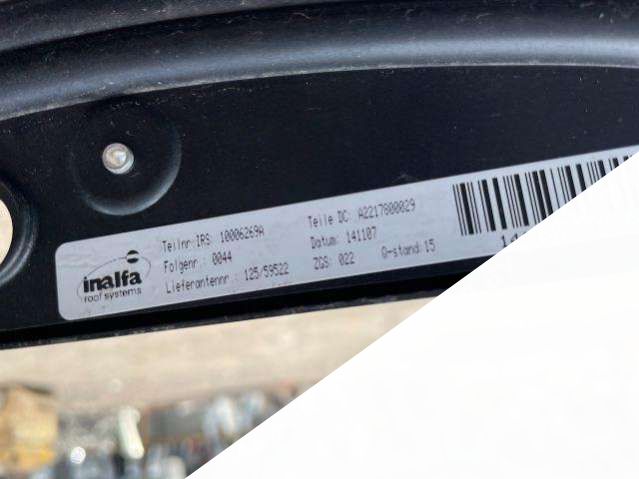 inalfa
roof systems
Teilnr IRS: 10006269A
Folgenr.: 0044
Lieferantennr.: 125/59522
Teile DC: A2217800029
Datum: 141107
ZGS: 022 Q-stand:15